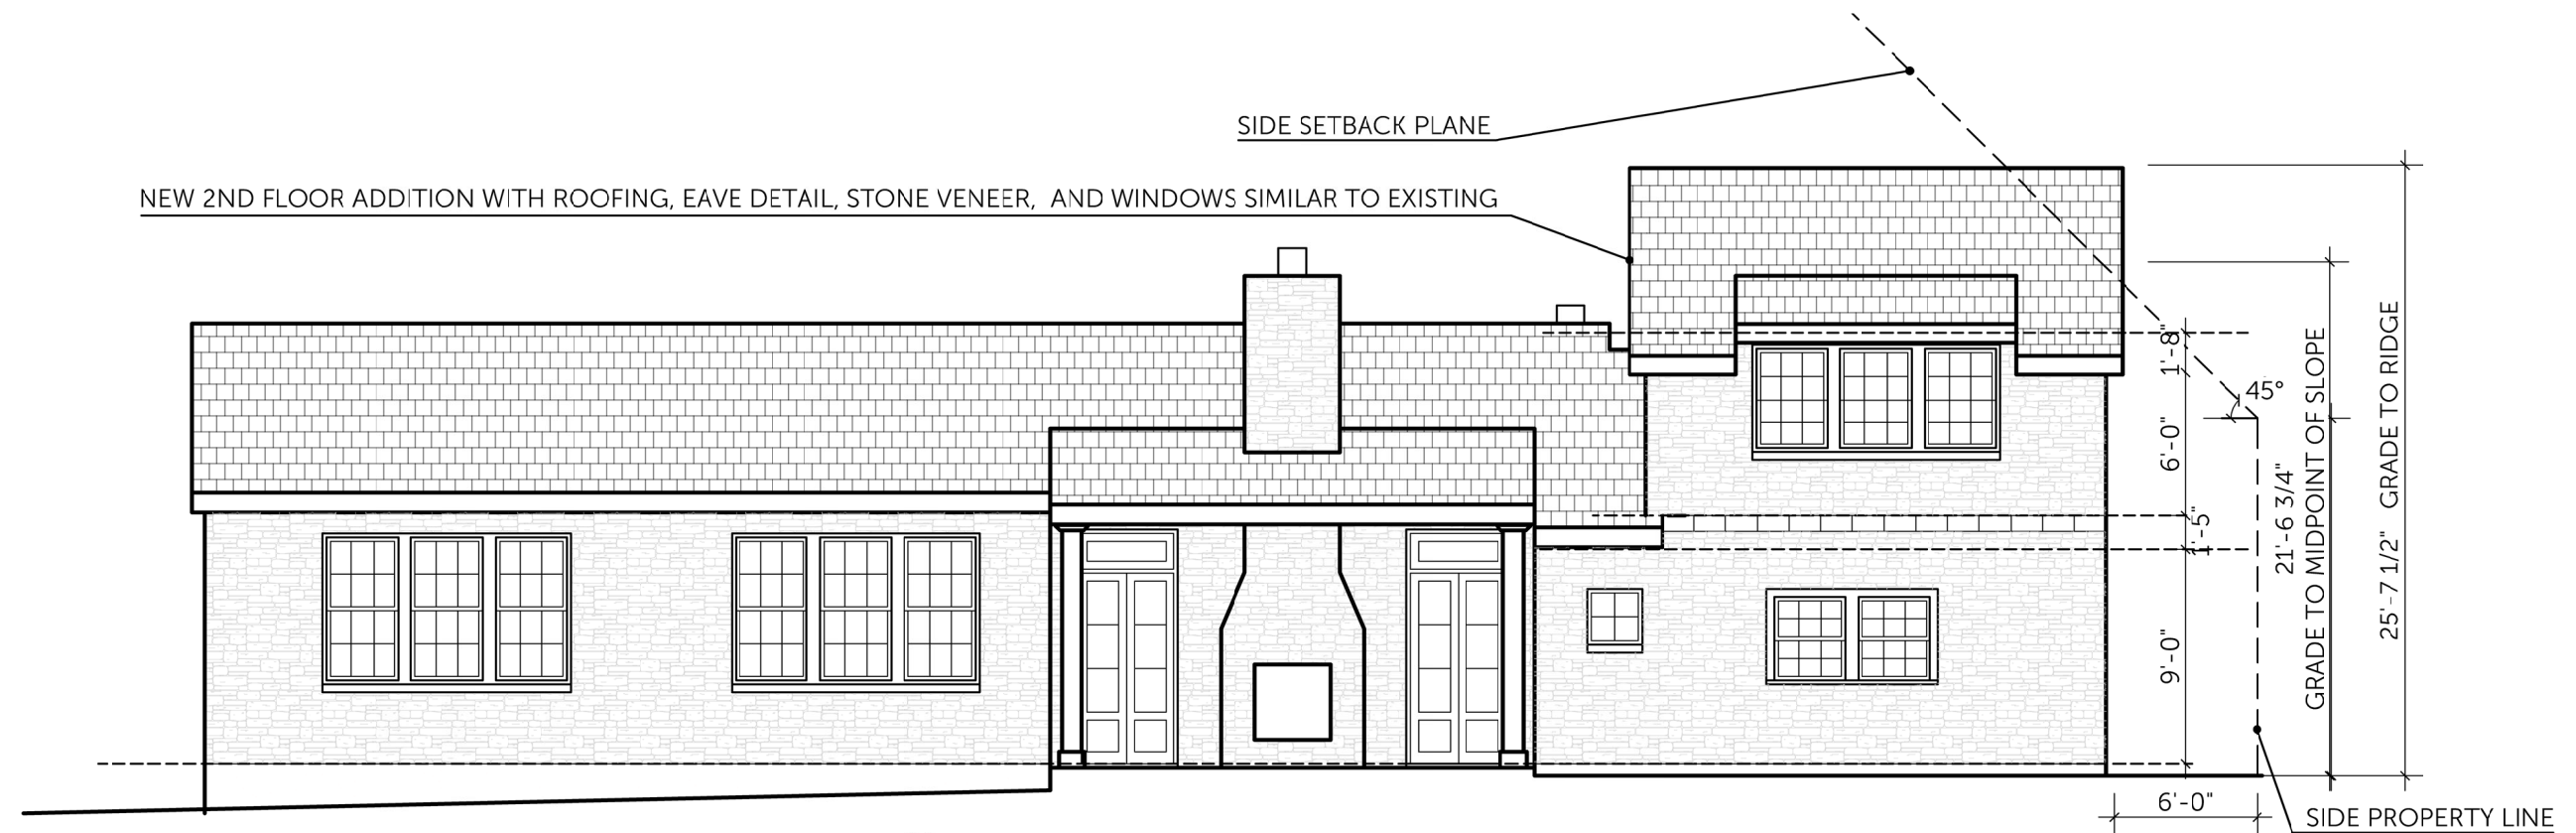 SIDE SETBACK PLANE
NEW 2ND FLOOR ADDITION WITH ROOFING, EAVE DETAIL, STONE VENEER, AND WINDOWS SIMILAR TO EXISTING
1'-8"
45°
6'-0"
1'-5"
9'-0"
21'-6 3/4"
GRADE TO MIDPOINT OF SLOPE
25'-7 1/2" GRADE TO RIDGE
6'-0"
SIDE PROPERTY LINE